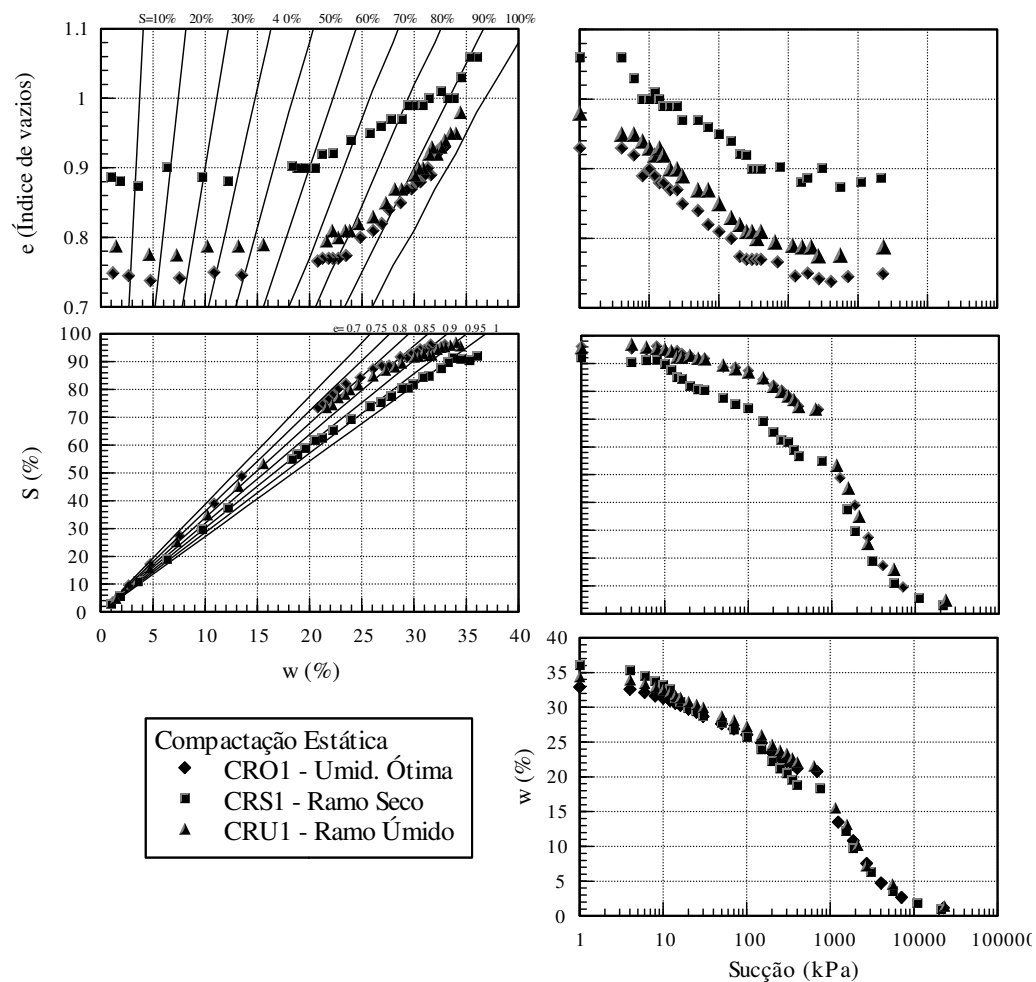 S=10% 20% 30% 4 0% 50% 60% 70% 80% 90% 100%
1.1
1
0.9
0.8
0.7
e (Índice de vazios)
e= 0.7 0.75 0.8 0.85 0.9 0.95 1
100
90
80
70
60
50
40
30
20
10
0
S (%)
0 5 10 15 20 25 30 35 40
w (%)
40
35
30
25
20
15
10
5
0
w (%)
1 10 100 1000 10000 100000
Sucção (kPa)
Compactação Estática
CRO1 - Umid. Ótima
CRS1 - Ramo Seco
CRU1 - Ramo Úmido